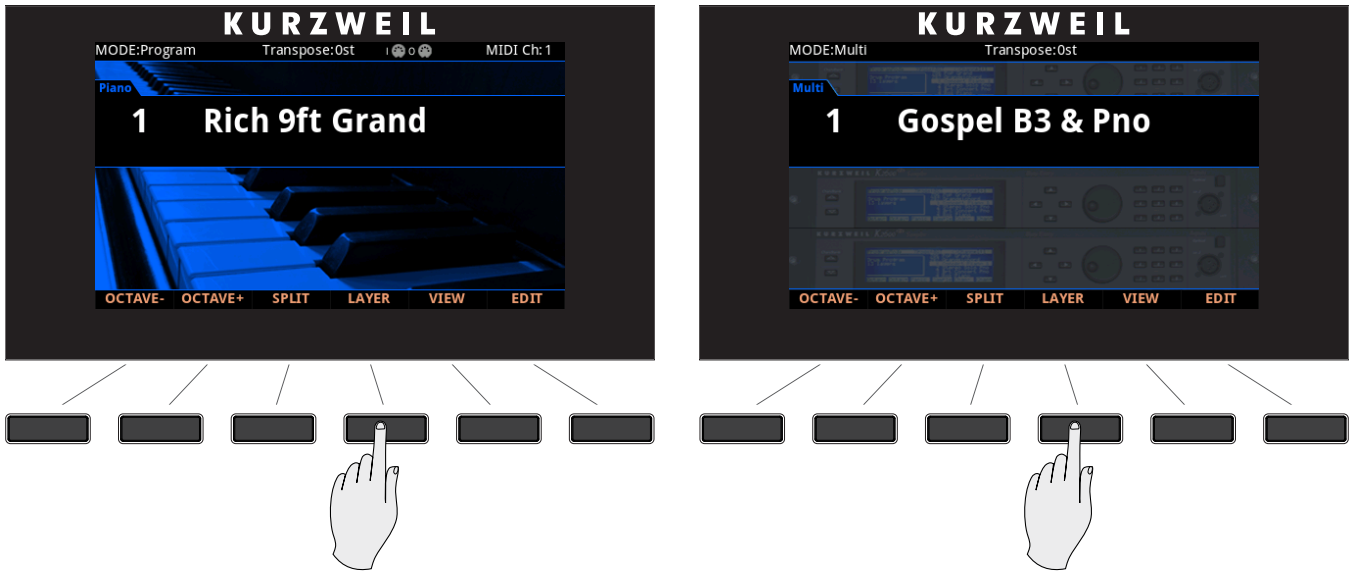 KURZWEIL
MODE:Program Transpose:0st I O MIDI Ch:1
Piano
1 Rich 9ft Grand
OCTAVE- OCTAVE+ SPLIT LAYER VIEW EDIT
KURZWEIL
MODE:Multi Transpose:0st
Multi
1 Gospel B3 & Pno
KURZWEIL
OCTAVE- OCTAVE+ SPLIT LAYER VIEW EDIT